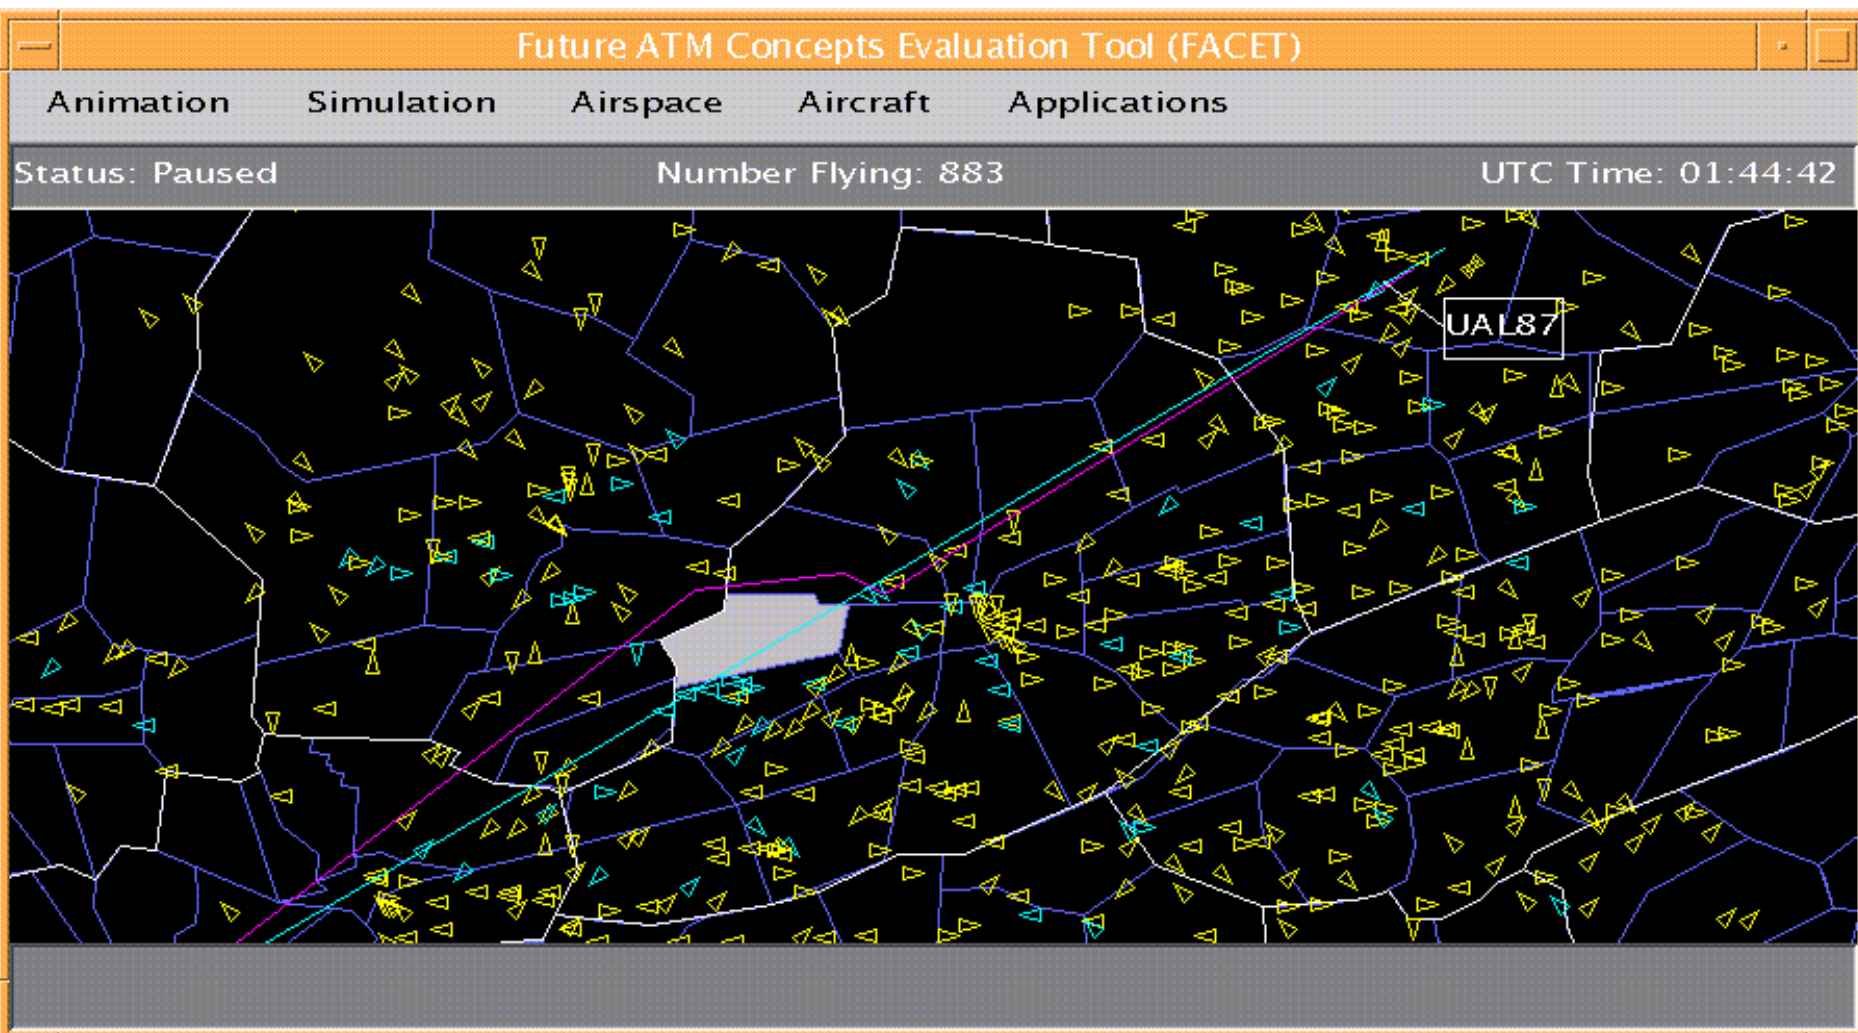 Future ATM Concepts Evaluation Tool (FACET)
Animation Simulation Airspace Aircraft Applications
Status: Paused Number Flying: 883 UTC Time: 01:44:42
UAL87